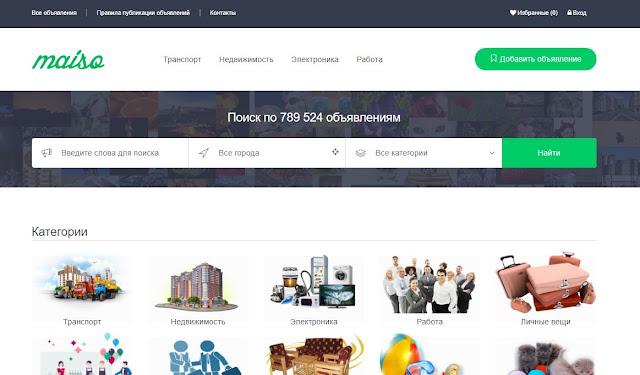 Все объявления Правила публикации объявлений Контакты Избранные (0) Вход
maiso Транспорт Недвижимость Электроника Работа Добавить объявление
Поиск по 789 524 объявлениям
Введите слова для поиска Все города Все категории Найти
Категории
Транспорт Недвижимость Электроника Работа Личные вещи